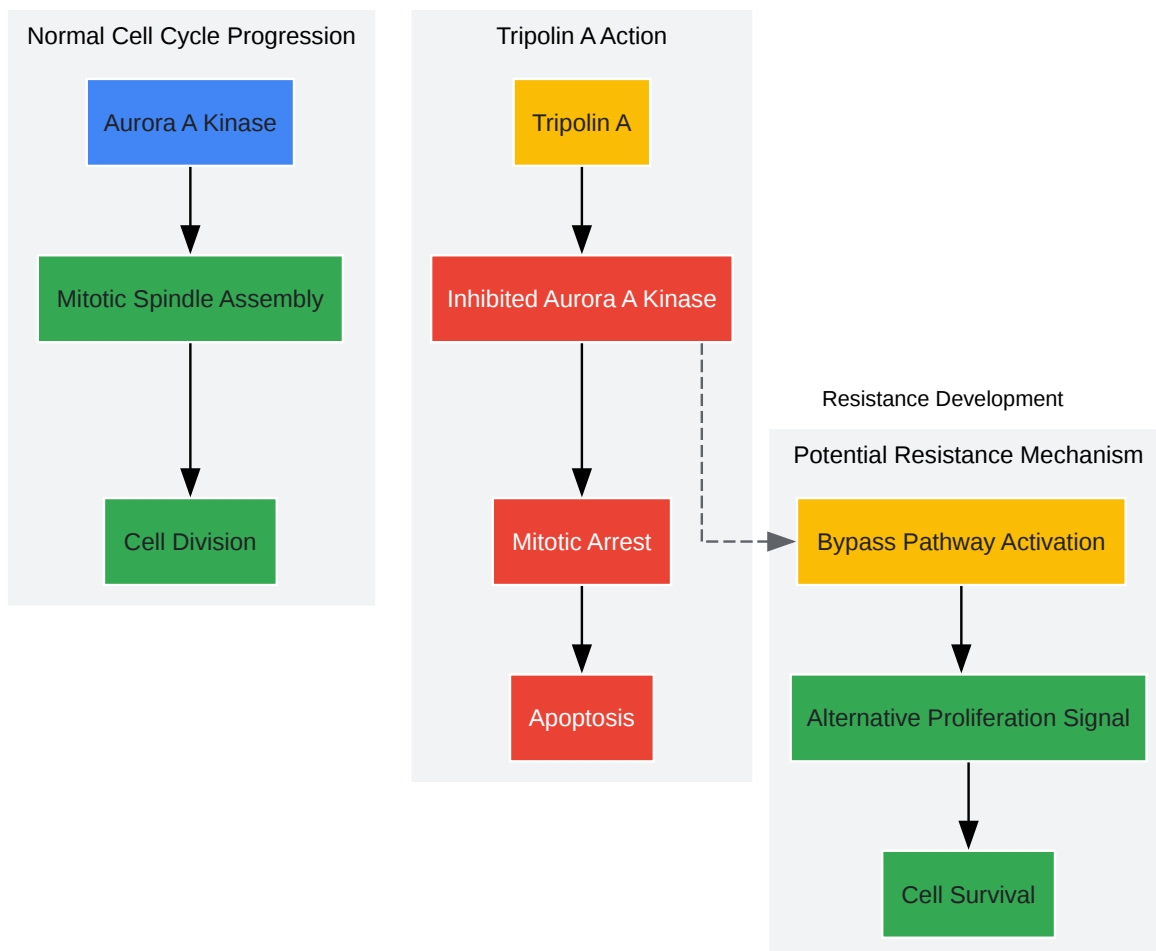 Normal Cell Cycle Progression
Aurora A Kinase
Mitotic Spindle Assembly
Cell Division
Tripolin A Action
Tripolin A
Inhibited Aurora A Kinase
Mitotic Arrest
Apoptosis
Resistance Development
Potential Resistance Mechanism
Bypass Pathway Activation
Alternative Proliferation Signal
Cell Survival